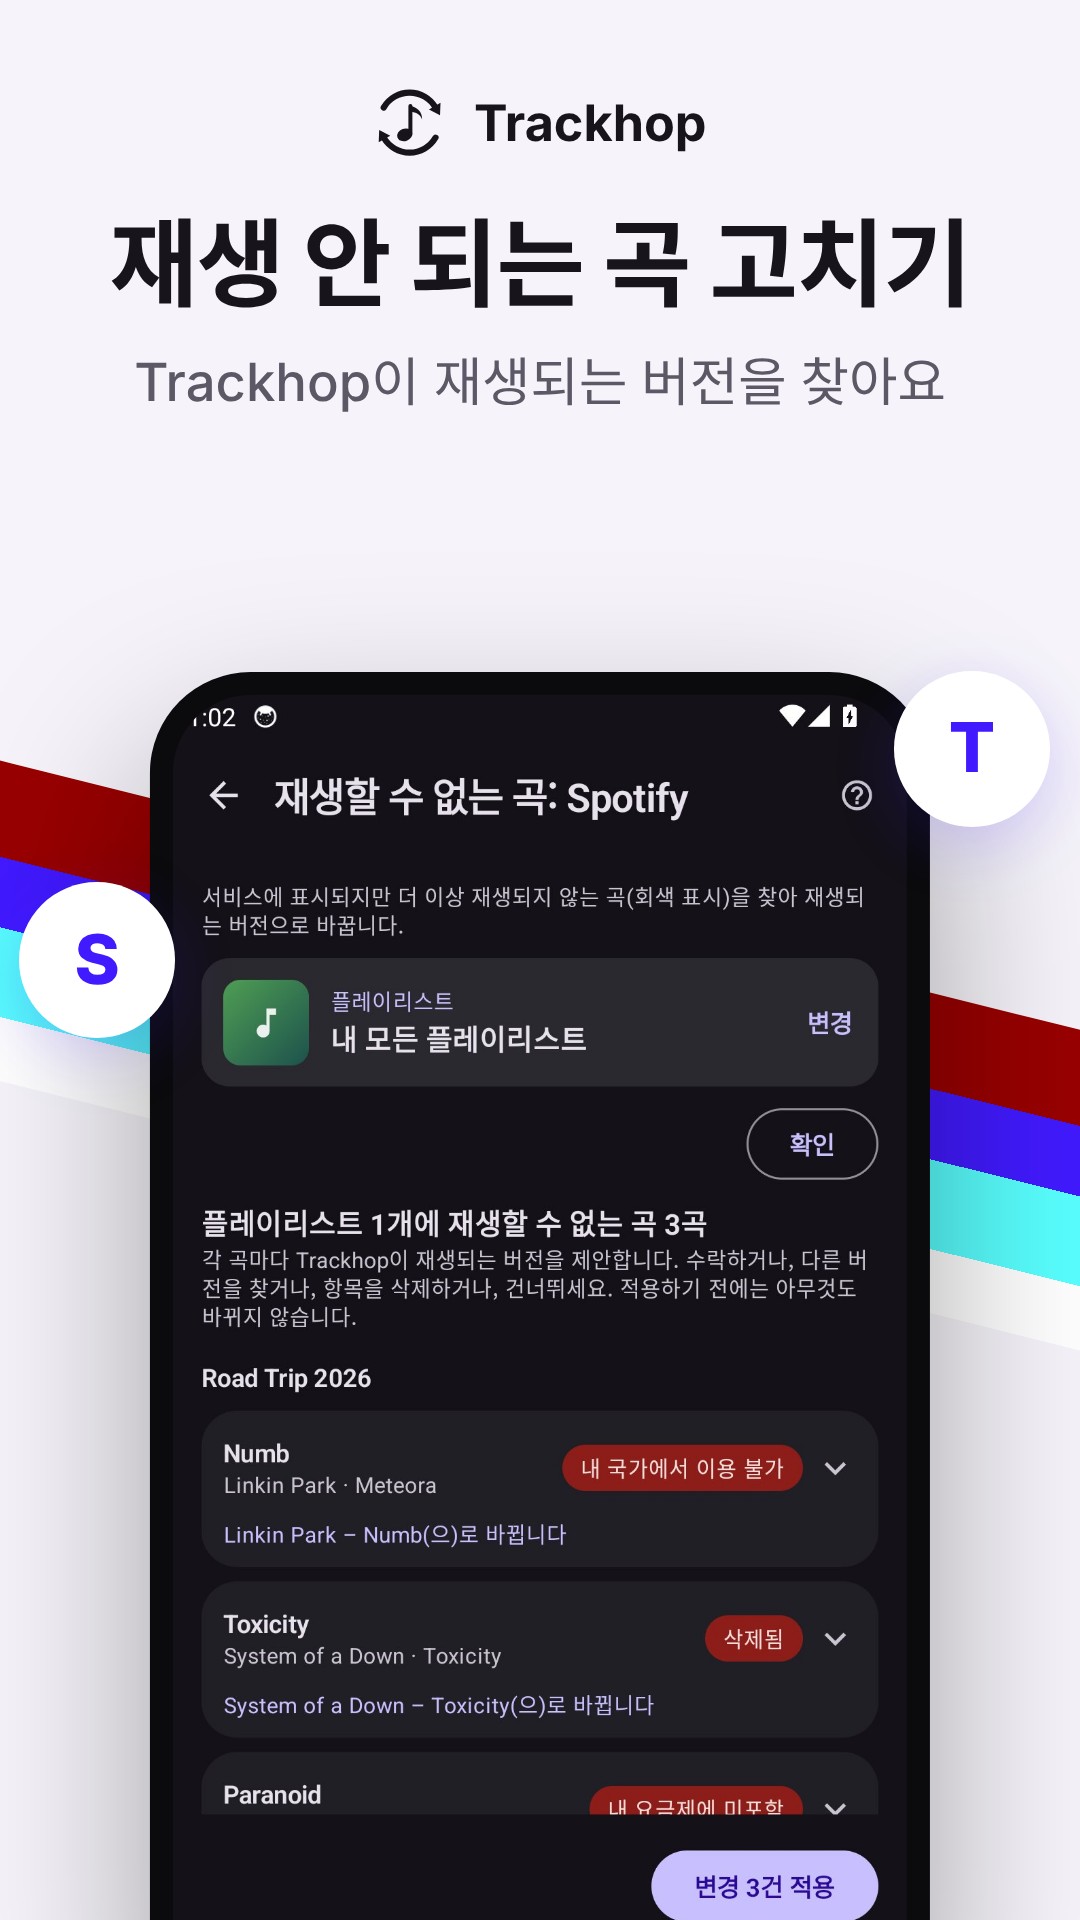 Trackhop
재생 안 되는 곡 고치기
Trackhop이 재생되는 버전을 찾아요
:02
T
재생할 수 없는 곡: Spotify
S
서비스에 표시되지만 더 이상 재생되지 않는 곡(회색 표시)을 찾아 재생되
는 버전으로 바꿉니다.
플레이리스트
내 모든 플레이리스트
변경
확인
플레이리스트 1개에 재생할 수 없는 곡 3곡
각 곡마다 Trackhop이 재생되는 버전을 제안합니다. 수락하거나, 다른 버
전을 찾거나, 항목을 삭제하거나, 건너뛰세요. 적용하기 전에는 아무것도
바뀌지 않습니다.
Road Trip 2026
Numb
Linkin Park · Meteora
내 국가에서 이용 불가
Linkin Park – Numb(으)로 바뀝니다
Toxicity
System of a Down · Toxicity
삭제됨
System of a Down – Toxicity(으)로 바뀝니다
Paranoid
내 요금제에 미포함
변경 3건 적용